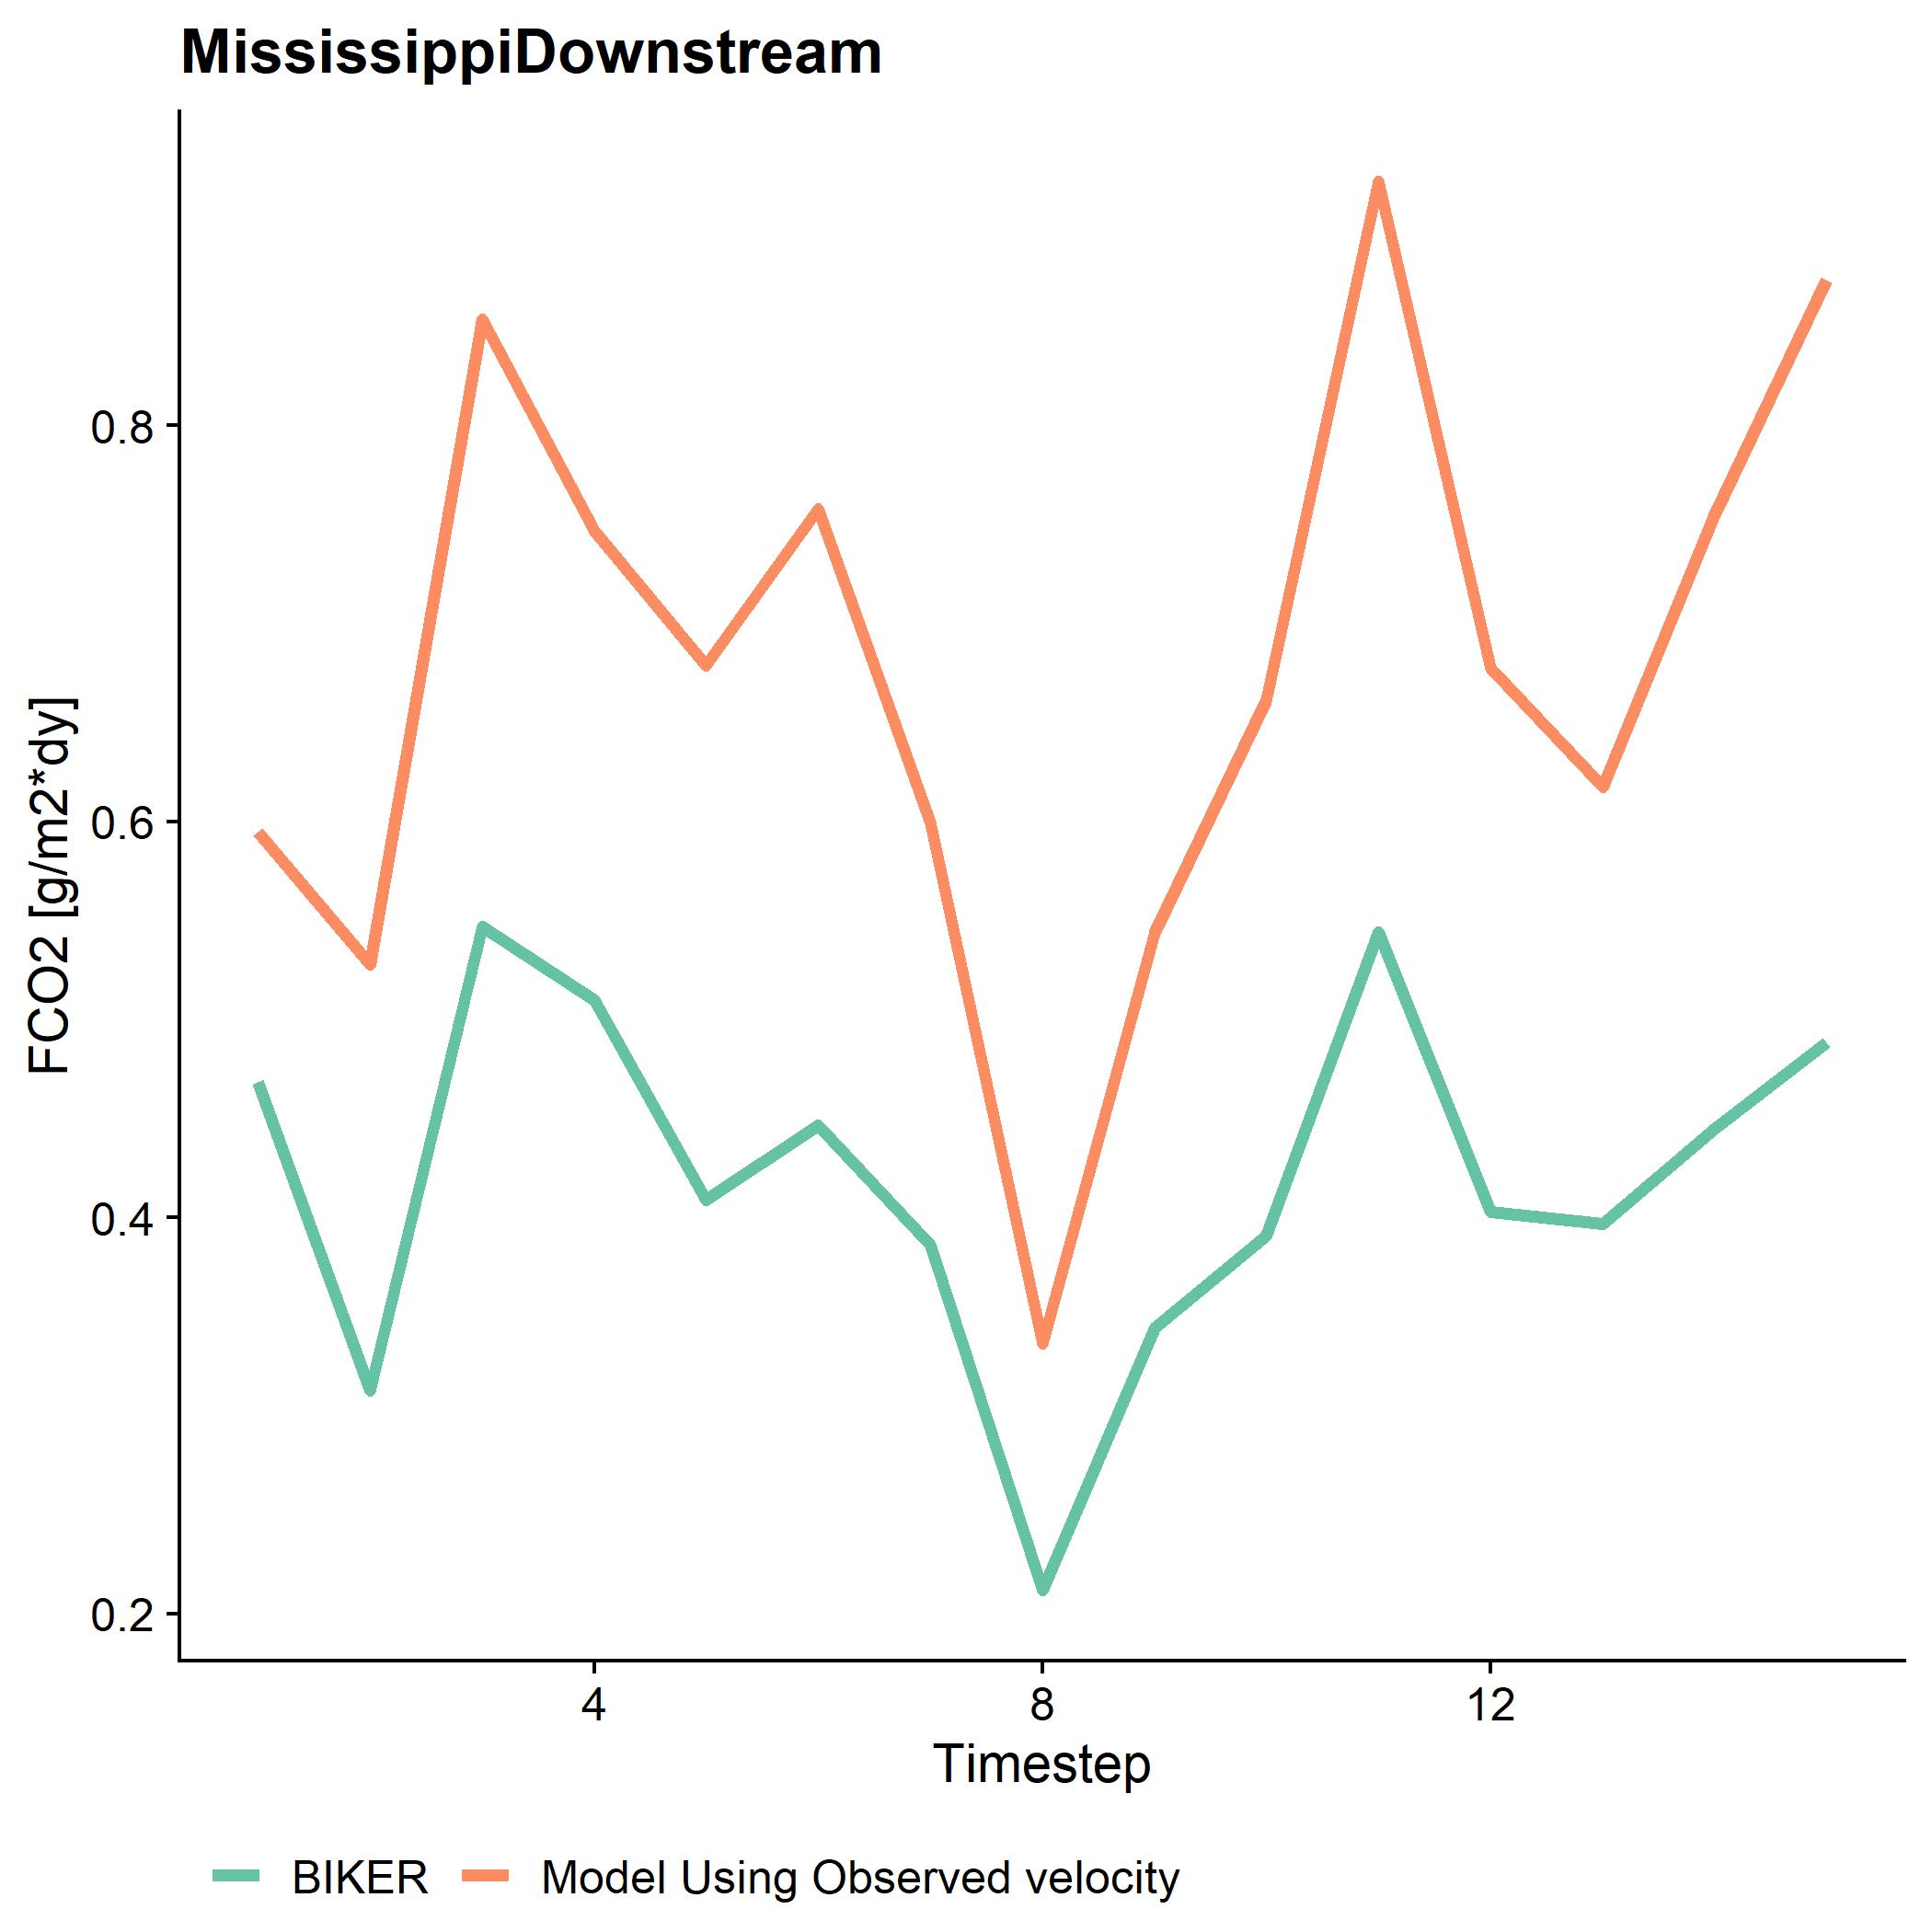 MississippiDownstream
FCO2 [g/m2*dy]
0.8
0.6
0.4
0.2
4 8 12
Timestep
BIKER Model Using Observed velocity